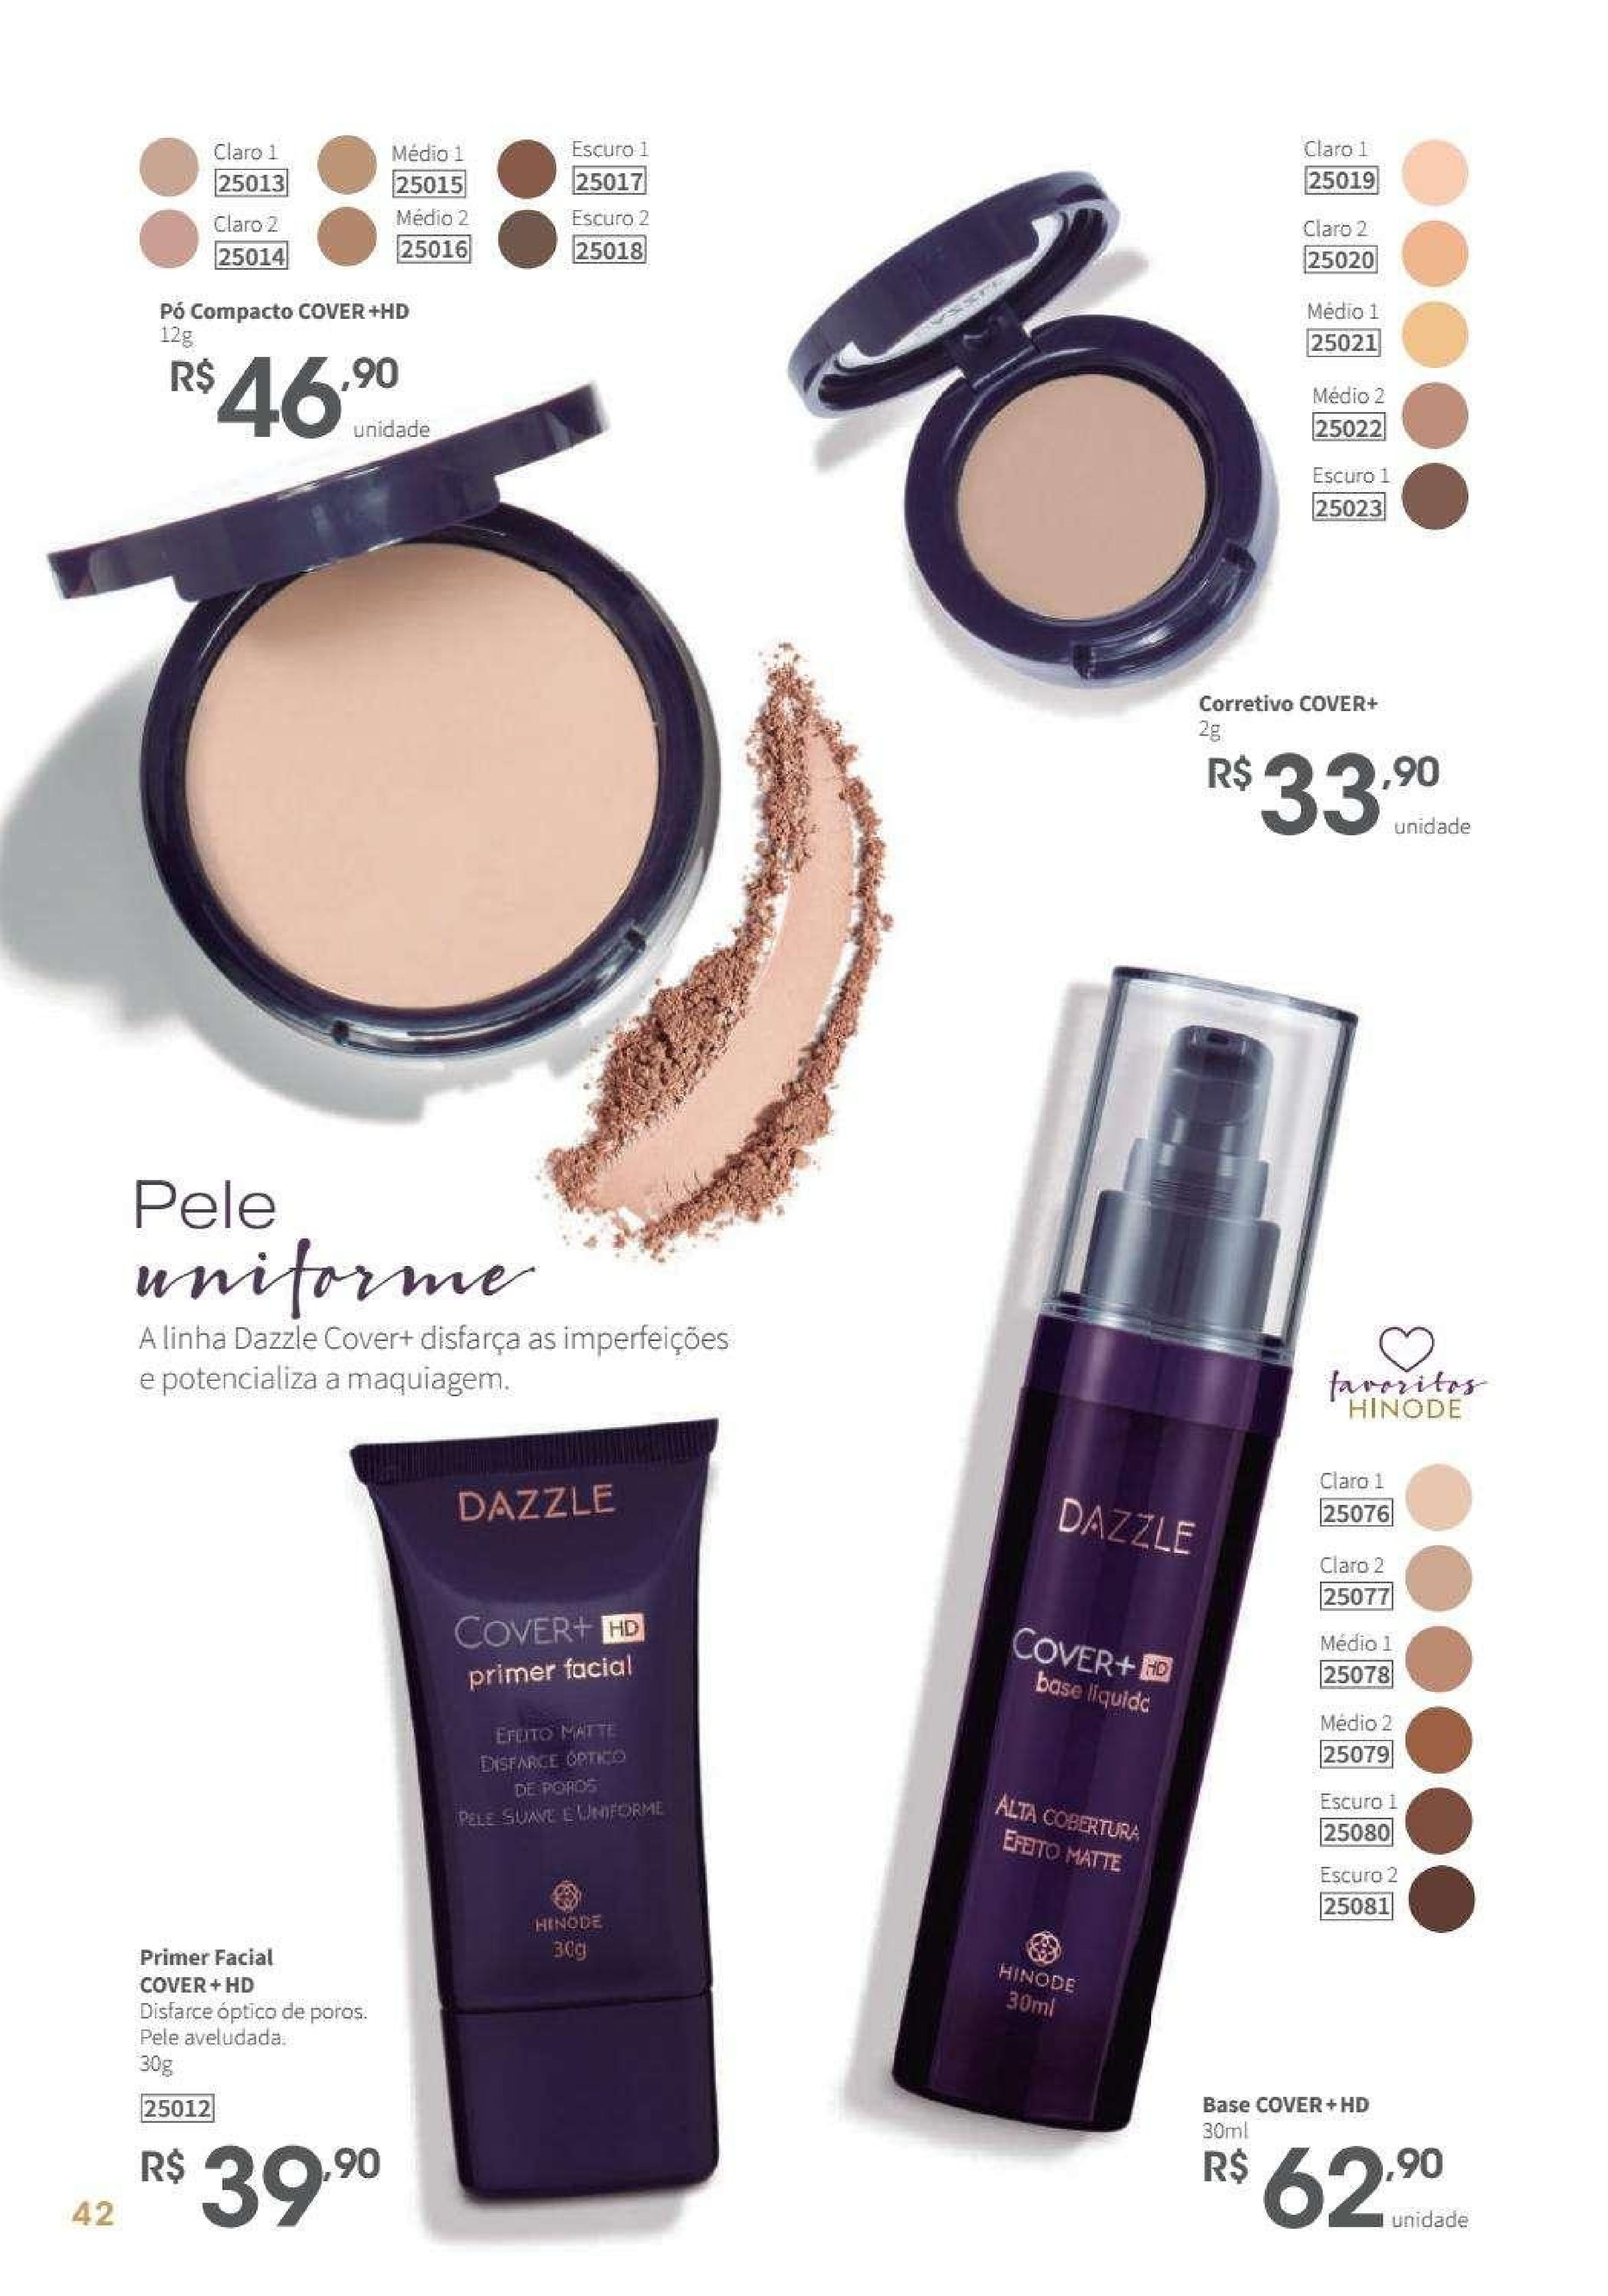 Claro 1
25013
Médio 1
25015
Escuro 1
25017
Claro 2
25014
Médio 2
25016
Escuro 2
25018
Pó Compacto COVER +HD
12g
R$ 46,90
unidade
Claro 1
25019
Claro 2
25020
Médio 1
25021
Médio 2
25022
Escuro 1
25023
Corretivo COVER+
2g
R$ 33,90
unidade
Pele
uniforme
A linha Dazzle Cover+ disfarça as imperfeições
e potencializa a maquiagem.
DAZZLE
COVER+ HD
primer facial
EFEITO MATTE
DISFARCE ÓPTICO
DE POROS
PELE SUAVE E UNIFORME
HINODE
30g
Primer Facial
COVER + HD
Disfarce óptico de poros.
Pele aveludada.
30g
25012
R$ 39,90
DAZZLE
COVER+ HD
base líquida
ALTA COBERTURA
EFEITO MATTE
HINODE
30ml
favoritos
HINODE
Claro 1
25076
Claro 2
25077
Médio 1
25078
Médio 2
25079
Escuro 1
25080
Escuro 2
25081
Base COVER + HD
30ml
R$ 62,90
unidade
42